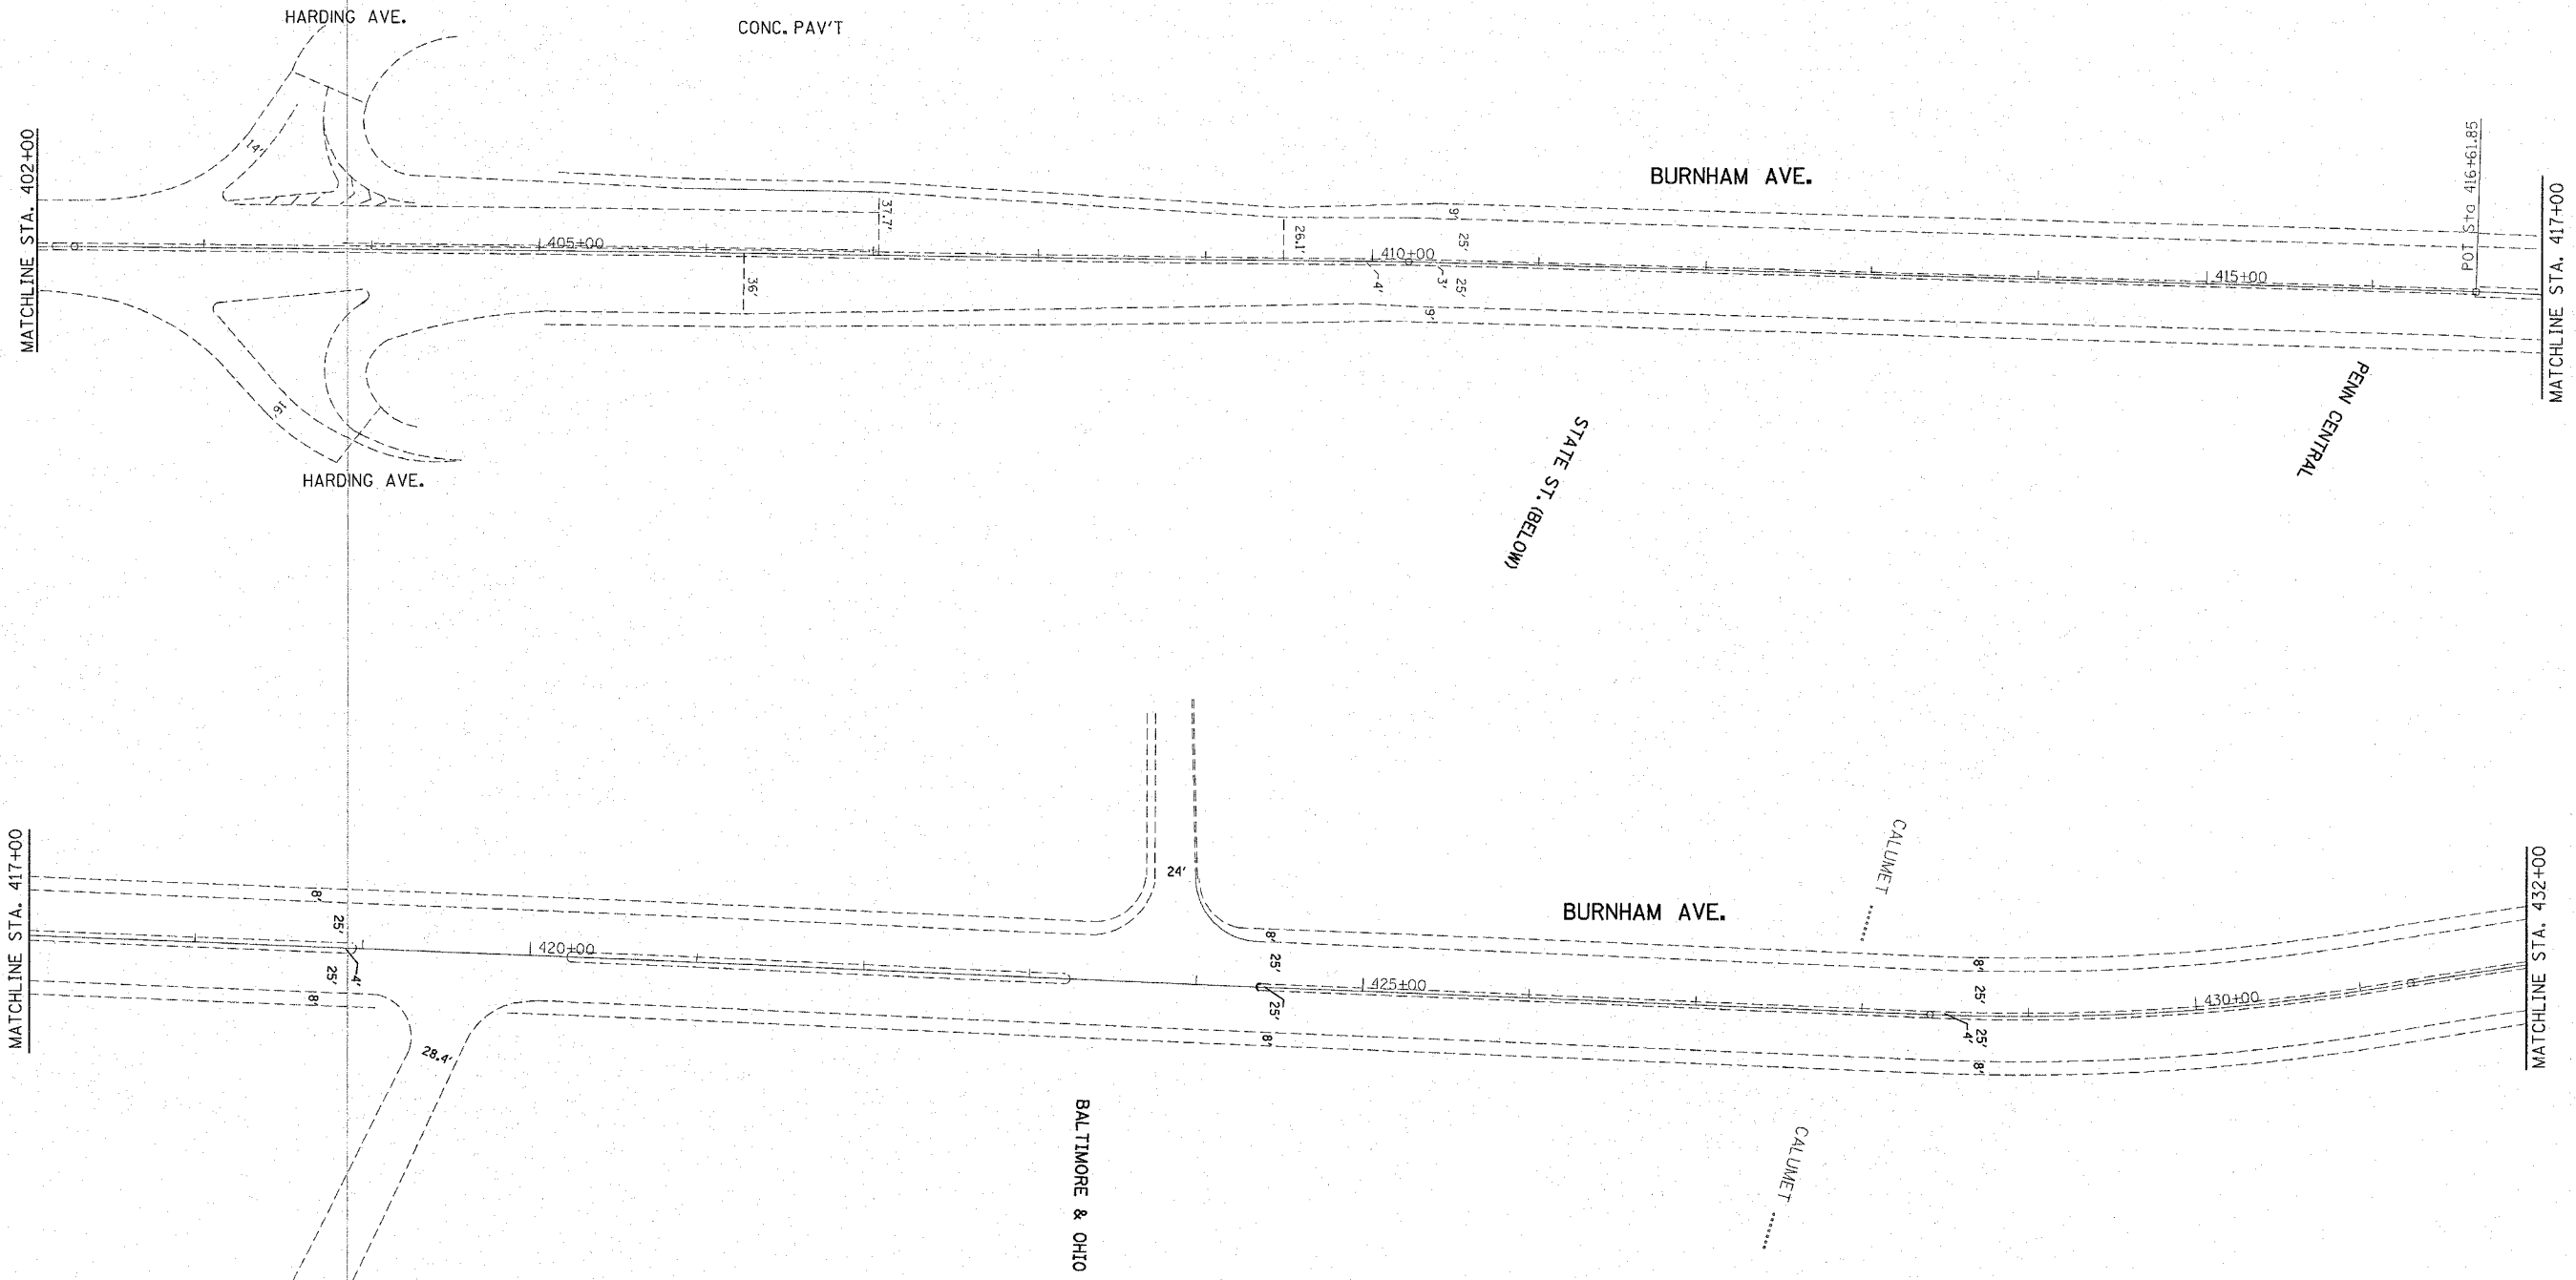 HARDING AVE.
CONC. PAV'T
MATCHLINE STA. 402+00
14'
BURNHAM AVE.
POT Sta 416+61.85
MATCHLINE STA. 417+00
37.7'
26.1'
9'
25'
405+00
410+00
415+00
36'
4'
3'
25'
9'
16'
HARDING AVE.
STATE ST. (BELOW)
PENN CENTRAL
MATCHLINE STA. 417+00
24'
CALUMET
BURNHAM AVE.
MATCHLINE STA. 432+00
8'
25'
420+00
8'
25'
425+00
8'
25'
430+00
25'
4'
8'
25'
8'
4'
25'
8'
28.4'
BALTIMORE & OHIO
CALUMET